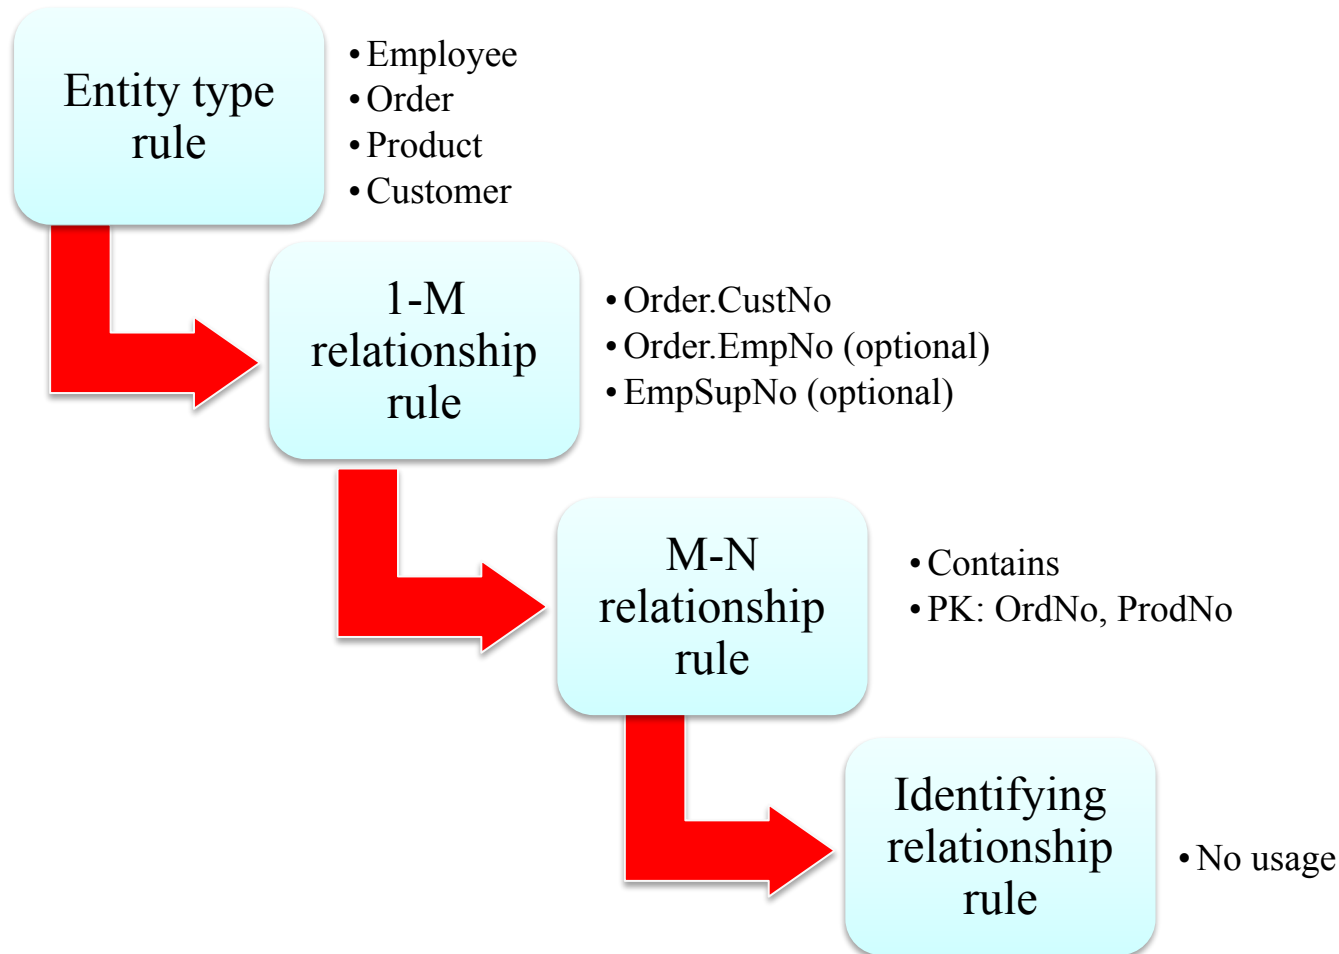 Entity type
rule
• Employee
• Order
• Product
• Customer
1-M
relationship
rule
• Order.CustNo
• Order.EmpNo (optional)
• EmpSupNo (optional)
M-N
relationship
rule
• Contains
• PK: OrdNo, ProdNo
Identifying
relationship
rule
• No usage